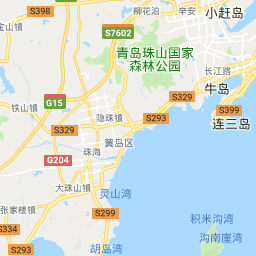 S398
柳花泊
辛安
小赶岛
S7602
青岛珠山国家
森林公园
长江路
牛岛
铁山镇
G15
隐珠镇
S329
S399
S293
连三岛
S329
黄岛区
G204
珠海
大珠山镇
灵山湾
张家楼镇
S299
积米沟湾
S334
沟南崖湾
S293
胡岛湾